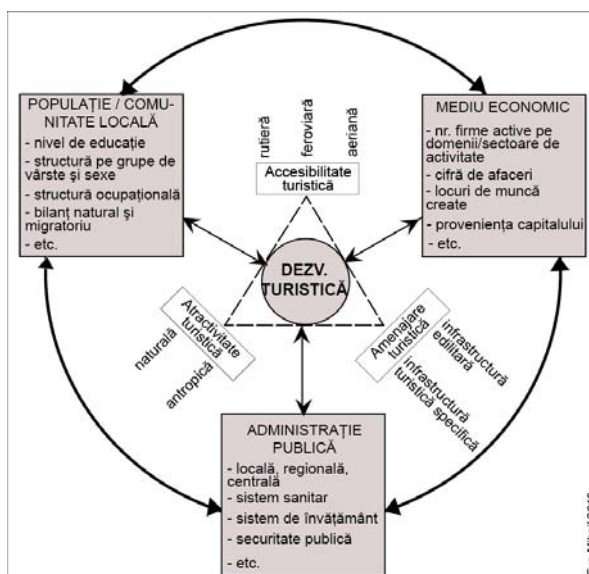 POPULAȚIE / COMU-
NITATE LOCALĂ
- nivel de educație
- structură pe grupe de
vârste și sexe
- structură ocupațională
- bilanț natural și
migratoriu
- etc.
rutieră
feroviară
aeriană
Accesibilitate
turistică
MEDIU ECONOMIC
- nr. firme active pe
domenii/sectoare de
activitate
- cifră de afaceri
- locuri de muncă
create
- proveniența capitalului
- etc.
DEZV.
TURISTICĂ
Atractivitate
turistică
naturală
antropică
Amenajare
turistică
infrastructură
edilitară
infrastructură
turistică specifică
ADMINISTRAȚIE
PUBLICĂ
- locală, regională,
centrală
- sistem sanitar
- sistem de învățământ
- securitate publică
- etc.